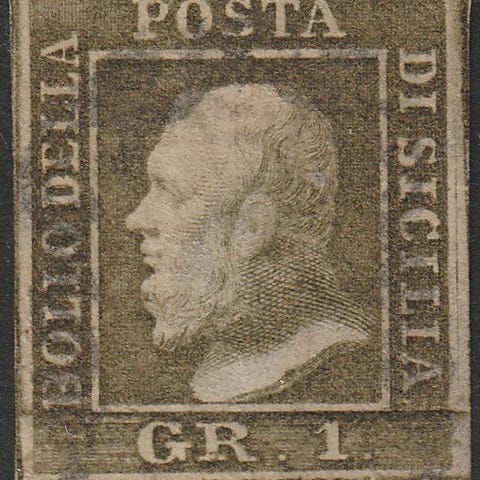 BOLLO DELLA
POSTA
DI SICILIA
GR. 1.